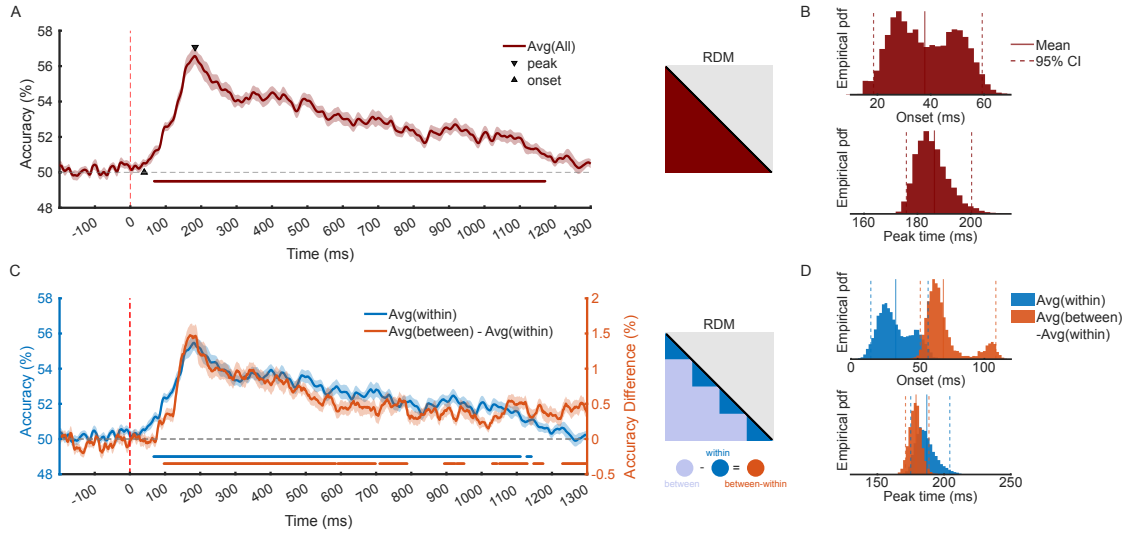 A
58
56
54
52
50
48
Accuracy (%)
Avg(All)
peak
onset
-100
0
100
200
300
400
500
600
700
800
900
1000
1100
1200
1300
Time (ms)
RDM
B
Empirical pdf
Mean
95% CI
20
40
60
Onset (ms)
Empirical pdf
160
180
200
Peak time (ms)
C
58
56
54
52
50
48
Accuracy (%)
Avg(within)
Avg(between) - Avg(within)
2
1.5
1
0.5
0
-0.5
Accuracy Difference (%)
-100
0
100
200
300
400
500
600
700
800
900
1000
1100
1200
1300
Time (ms)
RDM
within
- =
between
between-within
D
Empirical pdf
Avg(within)
Avg(between)
-Avg(within)
0
50
100
Onset (ms)
Empirical pdf
150
200
250
Peak time (ms)